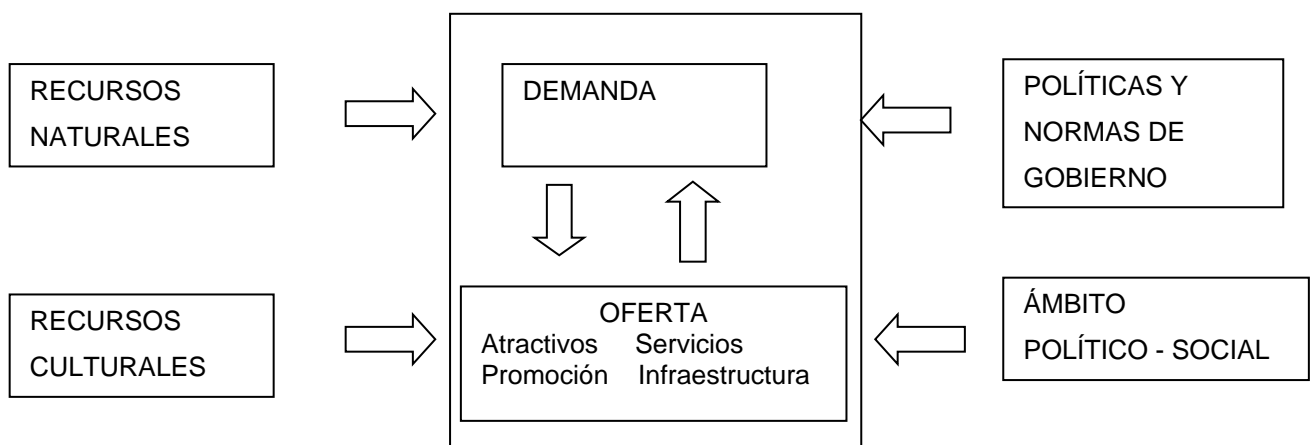 RECURSOS
NATURALES
DEMANDA
POLÍTICAS Y
NORMAS DE
GOBIERNO
RECURSOS
CULTURALES
OFERTA
Atractivos Servicios
Promoción Infraestructura
ÁMBITO
POLÍTICO - SOCIAL